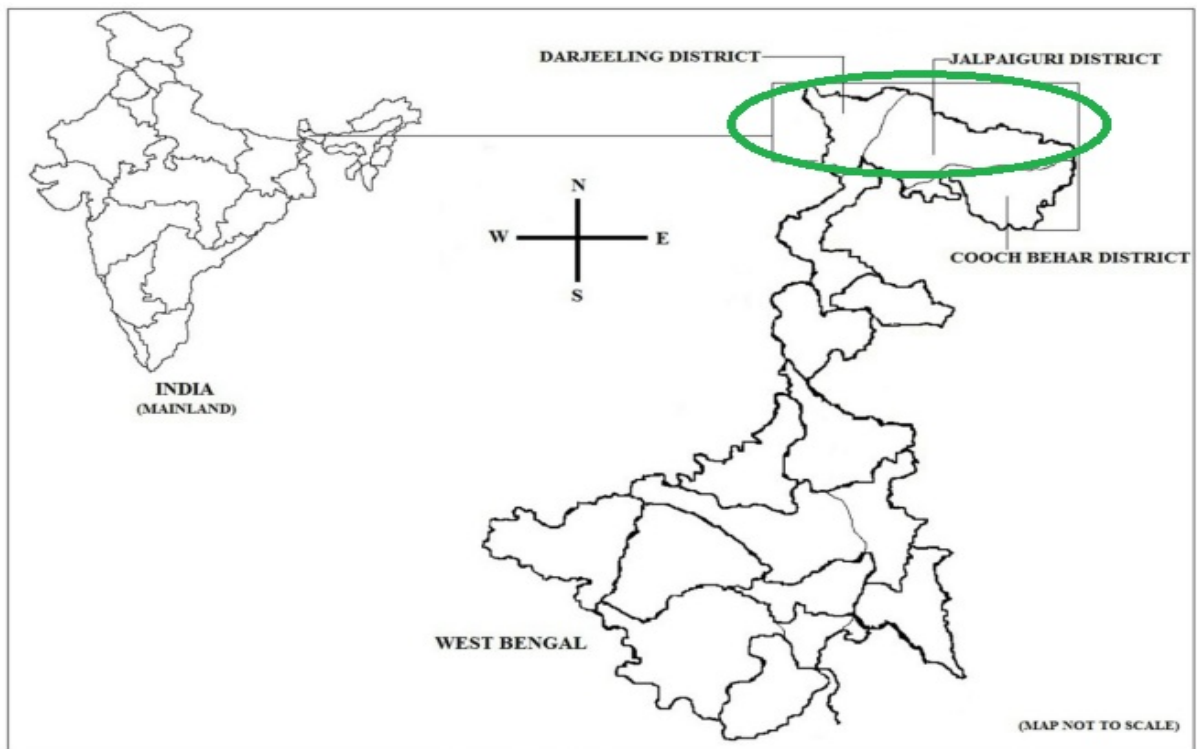 DARJEELING DISTRICT
JALPAIGURI DISTRICT
N
W
E
S
COOCH BEHAR DISTRICT
INDIA
(MAINLAND)
WEST BENGAL
(MAP NOT TO SCALE)